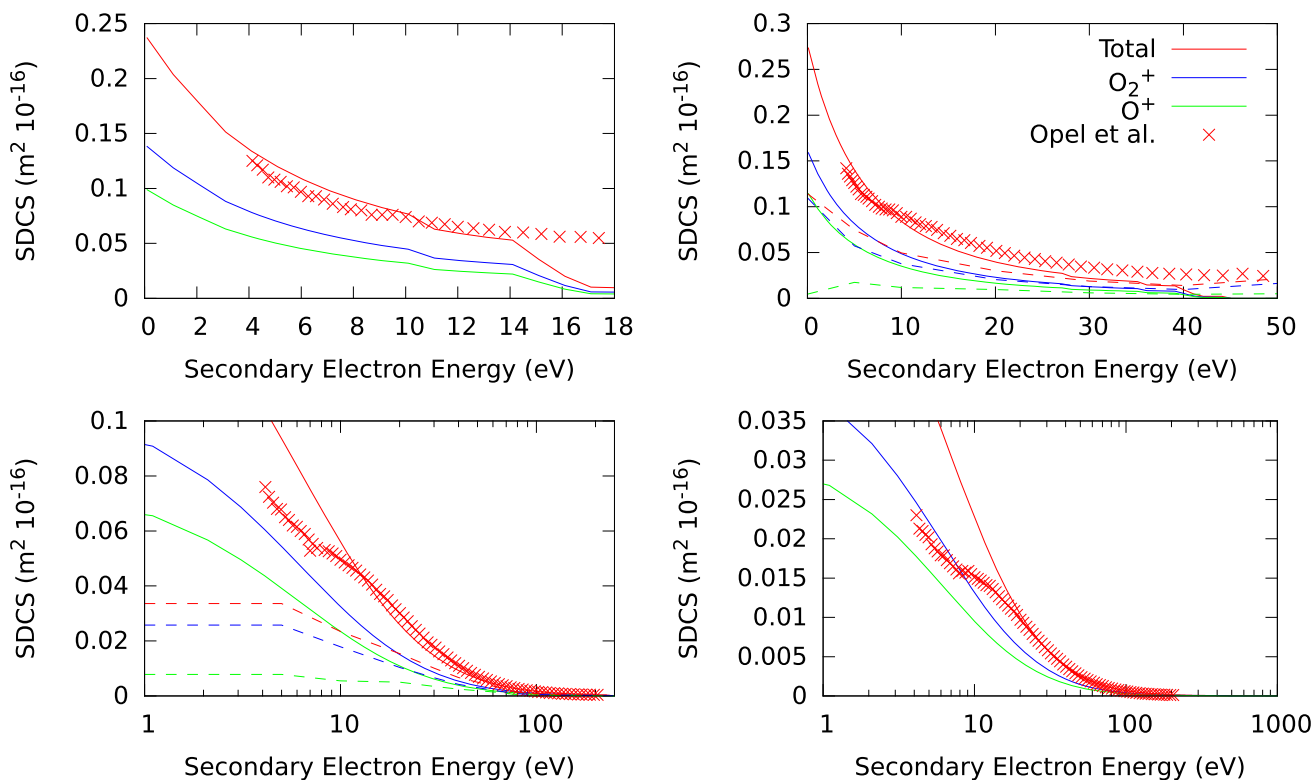 0.25
0.2
0.15
0.1
0.05
0
SDCS (m² 10⁻¹⁶)
0 2 4 6 8 10 12 14 16 18
Secondary Electron Energy (eV)
0.3
0.25
0.2
0.15
0.1
0.05
0
SDCS (m² 10⁻¹⁶)
Total
O₂⁺
O⁺
Opel et al.
0 10 20 30 40 50
Secondary Electron Energy (eV)
0.1
0.08
0.06
0.04
0.02
0
SDCS (m² 10⁻¹⁶)
1 10 100
Secondary Electron Energy (eV)
0.035
0.03
0.025
0.02
0.015
0.01
0.005
0
SDCS (m² 10⁻¹⁶)
1 10 100 1000
Secondary Electron Energy (eV)